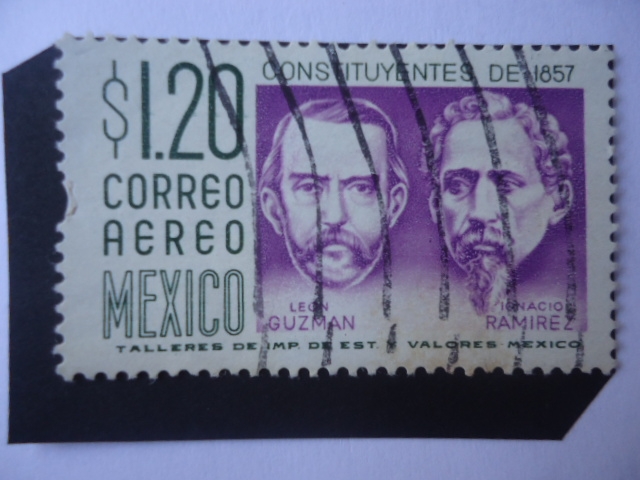 CONSTITUYENTES DE 1857
$1.20
CORREO
AEREO
MEXICO
LEON
GUZMAN
IGNACIO
RAMIREZ
TALLERES DE IMP. DE EST. VALORES-MEXICO